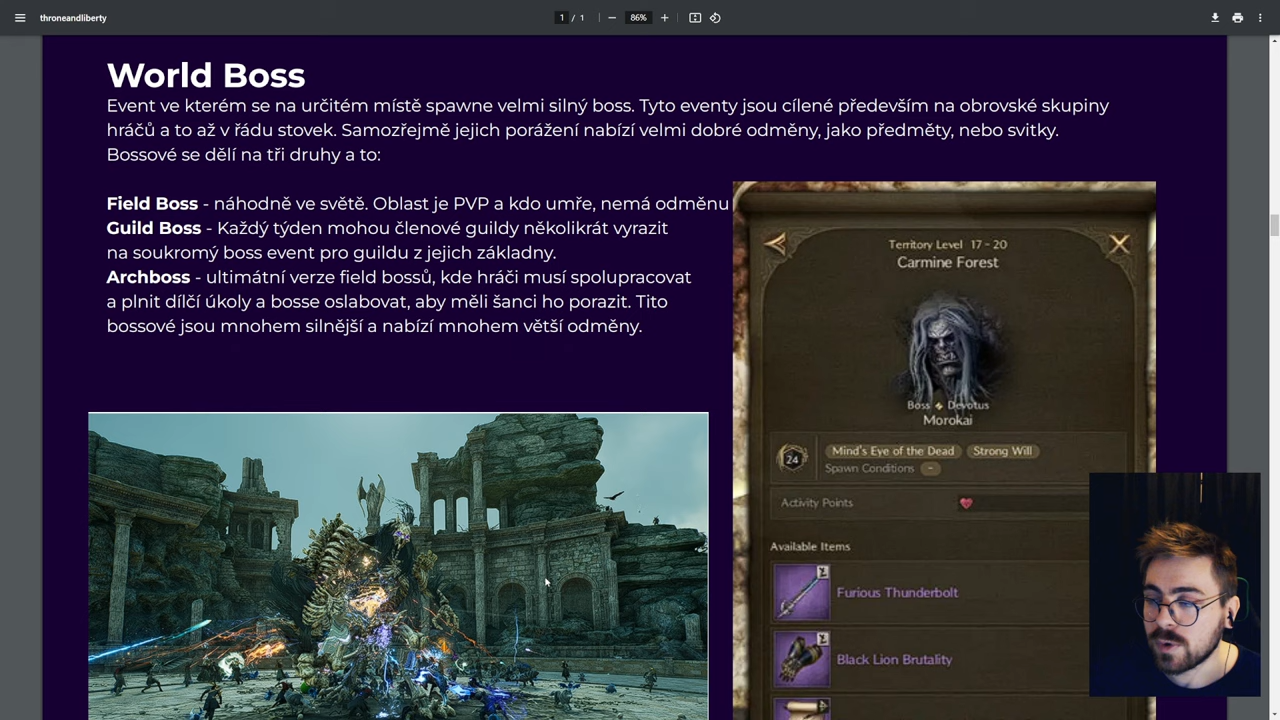 throneandliberty
1 / 1
86%
World Boss
Event ve kterém se na určitém místě spawne velmi silný boss. Tyto eventy jsou cílené především na obrovské skupiny
hráčů a to až v řádu stovek. Samozřejmě jejich porážení nabízí velmi dobré odměny, jako předměty, nebo svitky.
Bossové se dělí na tři druhy a to:
Field Boss - náhodně ve světě. Oblast je PVP a kdo umře, nemá odměnu
Guild Boss - Každý týden mohou členové guildy několikrát vyrazit
na soukromý boss event pro guildu z jejich základny.
Archboss - ultimátní verze field bossů, kde hráči musí spolupracovat
a plnit dílčí úkoly a bosse oslabovat, aby měli šanci ho porazit. Tito
bossové jsou mnohem silnější a nabízí mnohem větší odměny.
Territory Level 17 - 20
Carmine Forest
Boss Devotus
Morokai
24
Mind's Eye of the Dead Strong Will
Spawn Conditions -
Activity Points
Available Items
Furious Thunderbolt
Black Lion Brutality